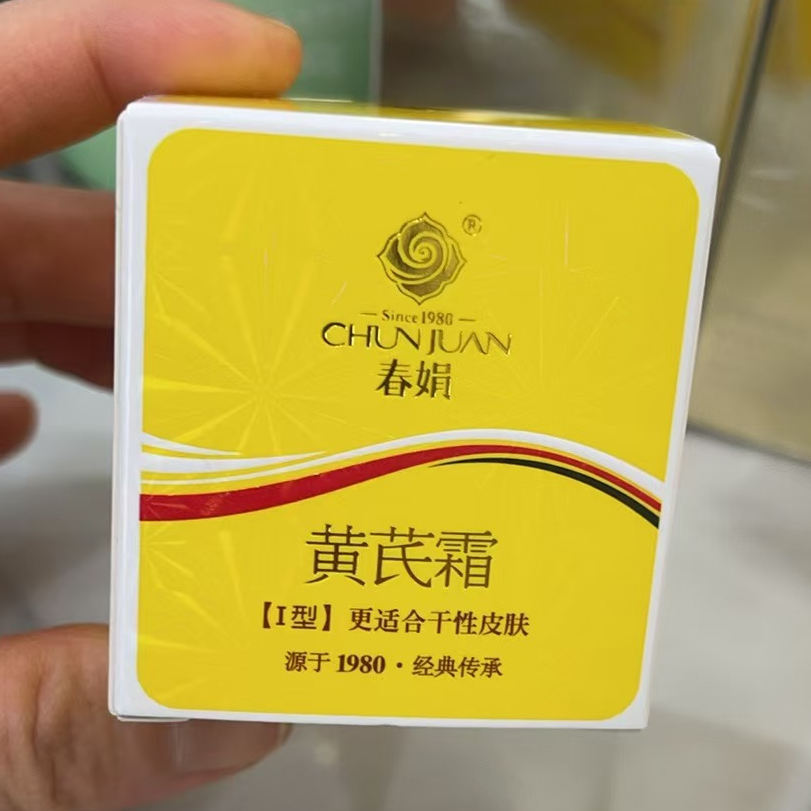 ®
Since 1980
CHUN JUAN
春娟
黄芪霜
【I型】更适合干性皮肤
源于1980·经典传承